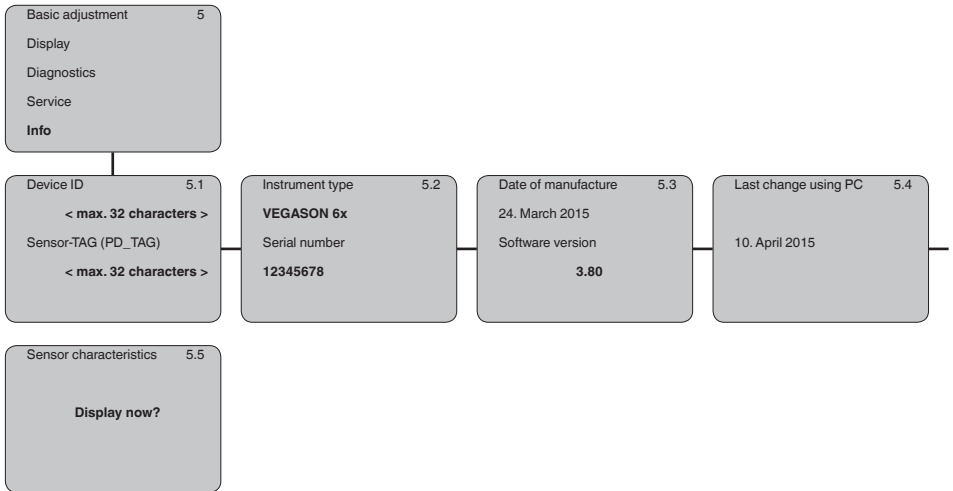 Basic adjustment 5
Display
Diagnostics
Service
Info
Device ID 5.1
< max. 32 characters >
Sensor-TAG (PD_TAG)
< max. 32 characters >
Instrument type 5.2
VEGASON 6x
Serial number
12345678
Date of manufacture 5.3
24. March 2015
Software version
3.80
Last change using PC 5.4
10. April 2015
Sensor characteristics 5.5
Display now?